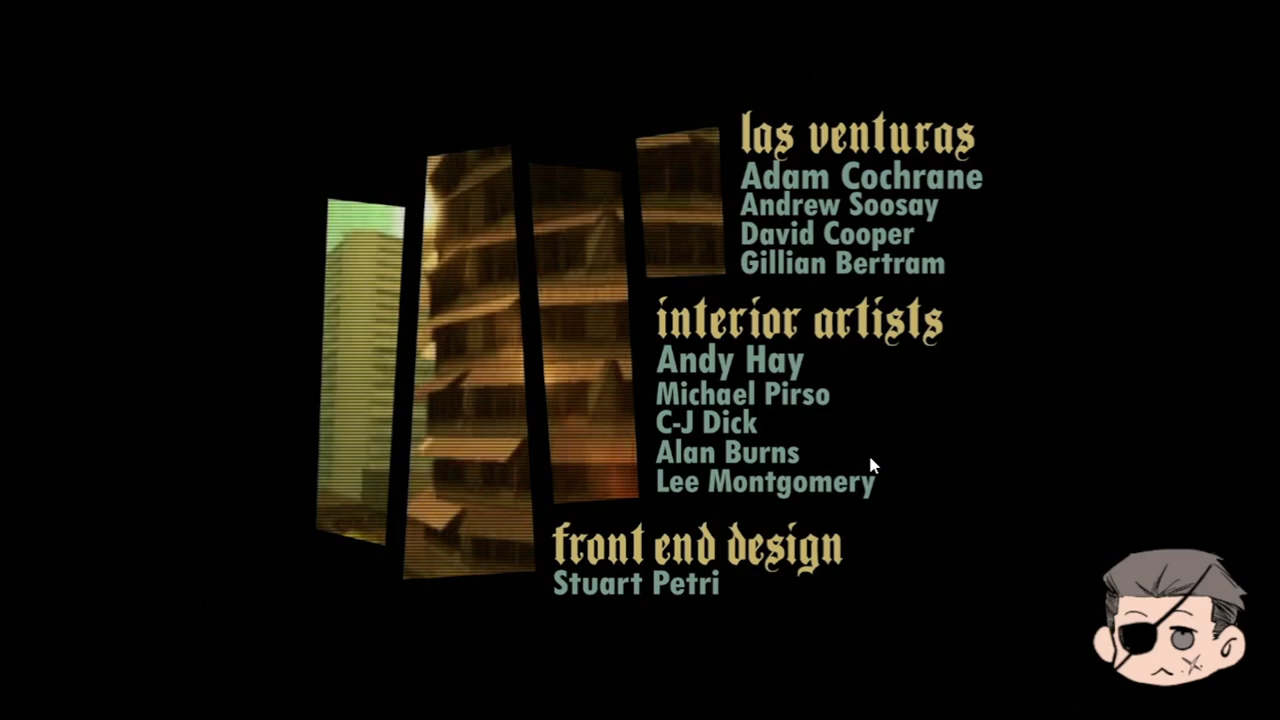 las venturas
Adam Cochrane
Andrew Soosay
David Cooper
Gillian Bertram
interior artists
Andy Hay
Michael Pirso
C-J Dick
Alan Burns
Lee Montgomery
front end design
Stuart Petri